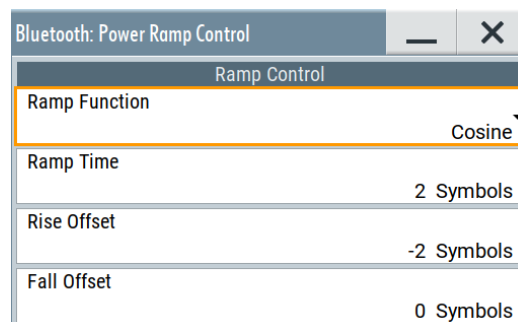 Bluetooth: Power Ramp Control
Ramp Control
Ramp Function
Cosine
Ramp Time
2 Symbols
Rise Offset
-2 Symbols
Fall Offset
0 Symbols